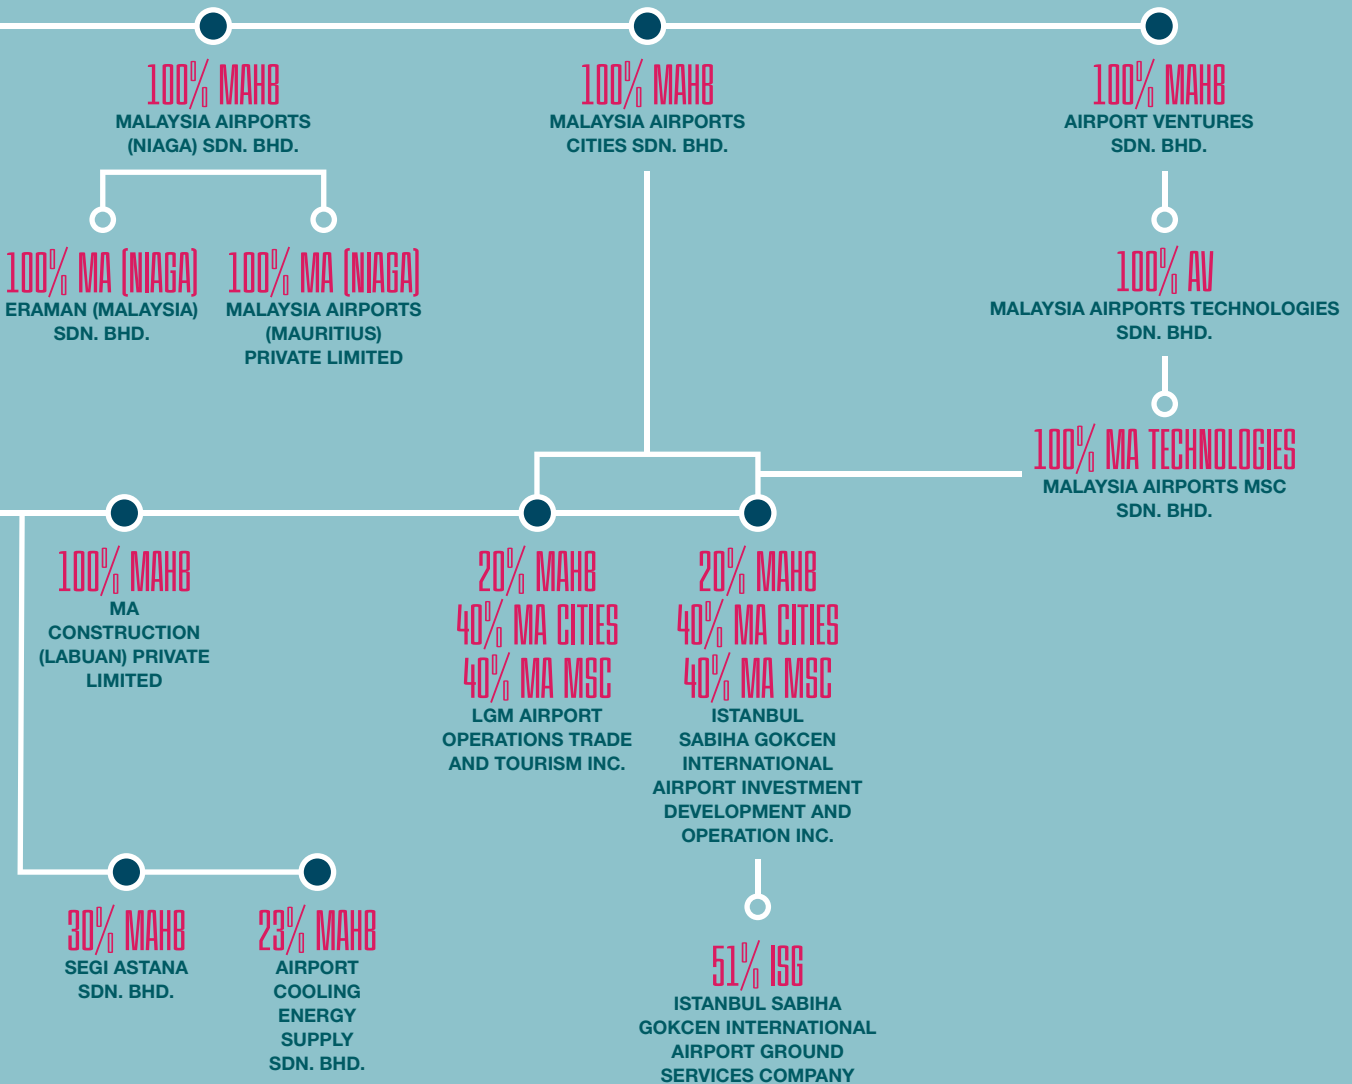 100% MAHB
MALAYSIA AIRPORTS
(NIAGA) SDN. BHD.
100% MAHB
MALAYSIA AIRPORTS
CITIES SDN. BHD.
100% MAHB
AIRPORT VENTURES
SDN. BHD.
100% MA (NIAGA)
ERAMAN (MALAYSIA)
SDN. BHD.
100% MA (NIAGA)
MALAYSIA AIRPORTS
(MAURITIUS)
PRIVATE LIMITED
100% AV
MALAYSIA AIRPORTS TECHNOLOGIES
SDN. BHD.
100% MA TECHNOLOGIES
MALAYSIA AIRPORTS MSC
SDN. BHD.
100% MAHB
MA
CONSTRUCTION
(LABUAN) PRIVATE
LIMITED
20% MAHB
40% MA CITIES
40% MA MSC
LGM AIRPORT
OPERATIONS TRADE
AND TOURISM INC.
20% MAHB
40% MA CITIES
40% MA MSC
ISTANBUL
SABIHA GOKCEN
INTERNATIONAL
AIRPORT INVESTMENT
DEVELOPMENT AND
OPERATION INC.
30% MAHB
SEGI ASTANA
SDN. BHD.
23% MAHB
AIRPORT
COOLING
ENERGY
SUPPLY
SDN. BHD.
51% ISG
ISTANBUL SABIHA
GOKCEN INTERNATIONAL
AIRPORT GROUND
SERVICES COMPANY